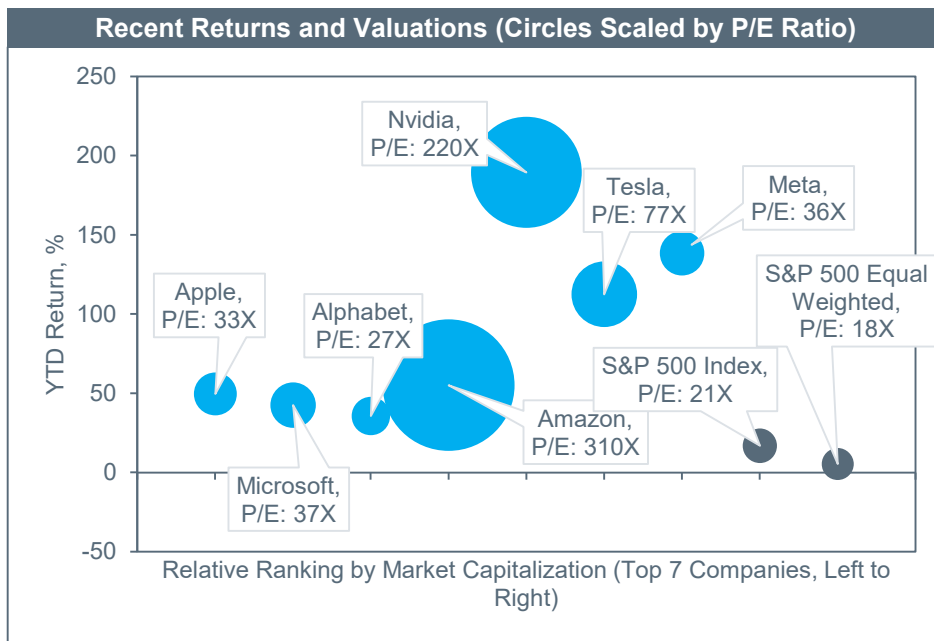 Recent Returns and Valuations (Circles Scaled by P/E Ratio)
250
200
150
100
50
0
-50
YTD Return, %
Nvidia,
P/E: 220X
Tesla,
P/E: 77X
Meta,
P/E: 36X
S&P 500 Equal
Weighted,
P/E: 18X
Apple,
P/E: 33X
Alphabet,
P/E: 27X
S&P 500 Index,
P/E: 21X
Amazon,
P/E: 310X
Microsoft,
P/E: 37X
Relative Ranking by Market Capitalization (Top 7 Companies, Left to
Right)